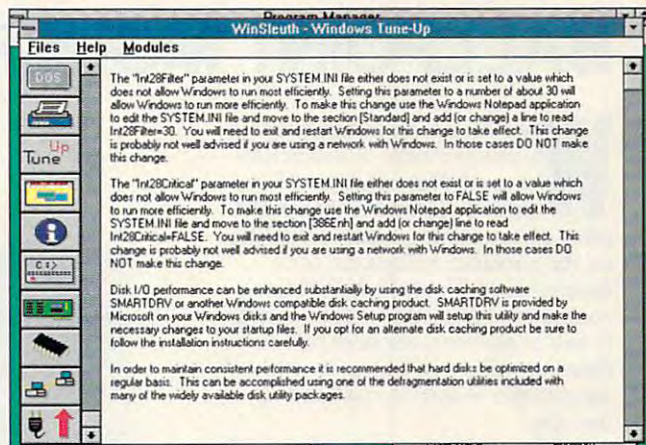 Program Manager
WinSleuth - Windows Tune-Up
Files Help Modules
DOS
The "Int28Filter" parameter in your SYSTEM.INI file either does not exist or is set to a value which
does not allow Windows to run most efficiently. Setting this parameter to a number of about 30 will
allow Windows to run more efficiently. To make this change use the Windows Notepad application
to edit the SYSTEM.INI file and move to the section [Standard] and add (or change) a line to read
Int28Filter=30. You will need to exit and restart Windows for this change to take effect. This change
is probably not well advised if you are using a network with Windows. In those cases DO NOT make
this change.
Up
Tune
The "Int28Critical" parameter in your SYSTEM.INI file either does not exist or is set to a value which
does not allow Windows to run most efficiently. Setting this parameter to FALSE will allow Windows
to run more efficiently. To make this change use the Windows Notepad application to edit the
SYSTEM.INI file and move to the section [386Enh] and add (or change) line to read
Int28Critical=FALSE. You will need to exit and restart Windows for this change to take effect. This
change is probably not well advised if you are using a network with Windows. In those cases DO
NOT make this change.
C:>
Disk I/O performance can be enhanced substantially by using the disk caching software
SMARTDRV or another Windows compatible disk caching product. SMARTDRV is provided by
Microsoft on your Windows disks and the Windows Setup program will setup this utility and make the
necessary changes to your startup files. If you opt for an alternate disk caching product be sure to
follow the installation instructions carefully.
In order to maintain consistent performance it is recommended that hard disks be optimized on a
regular basis. This can be accomplished using one of the defragmentation utilities included with
many of the widely available disk utility packages.